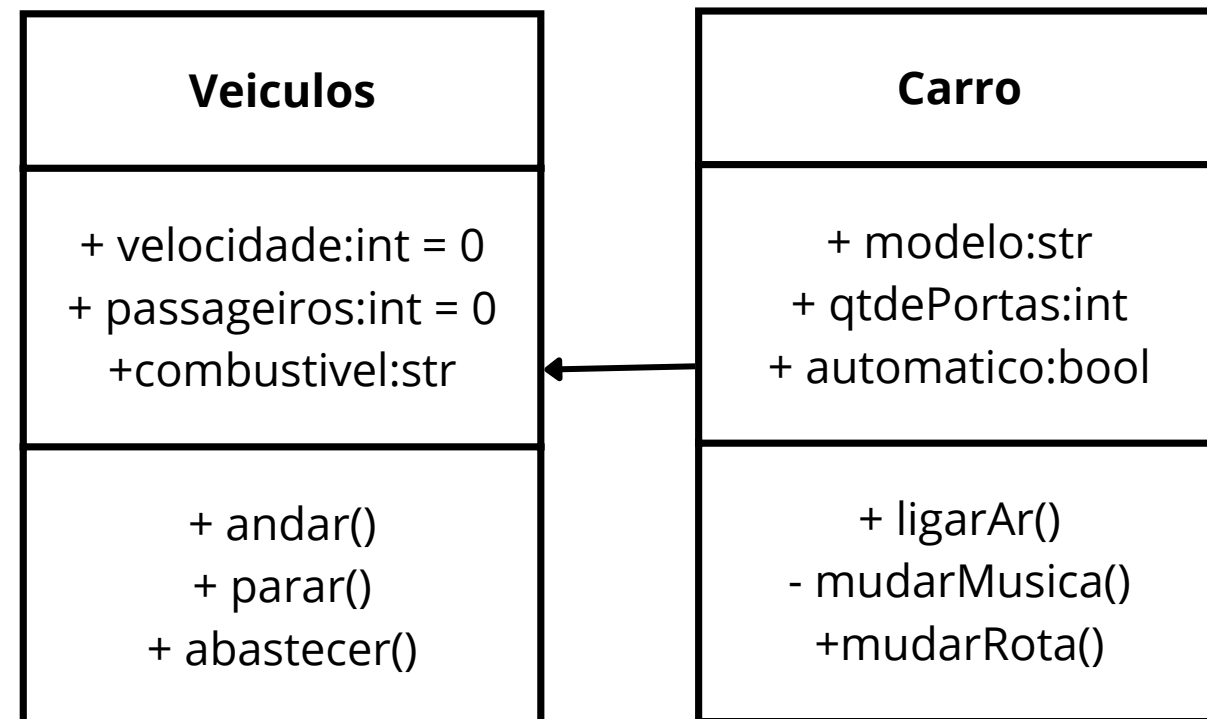 Veiculos
+ velocidade:int = 0
+ passageiros:int = 0
+combustivel:str
+ andar()
+ parar()
+ abastecer()
Carro
+ modelo:str
+ qtdePortas:int
+ automatico:bool
+ ligarAr()
- mudarMusica()
+mudarRota()